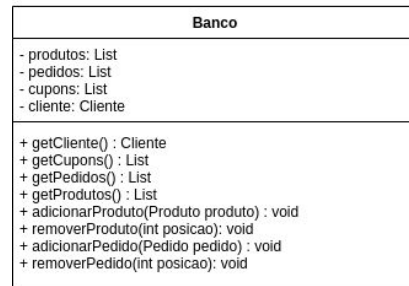 Banco
- produtos: List
- pedidos: List
- cupons: List
- cliente: Cliente
+ getCliente() : Cliente
+ getCupons() : List
+ getPedidos() : List
+ getProdutos() : List
+ adicionarProduto(Produto produto) : void
+ removerProduto(int posicao): void
+ adicionarPedido(Pedido pedido) : void
+ removerPedido(int posicao): void